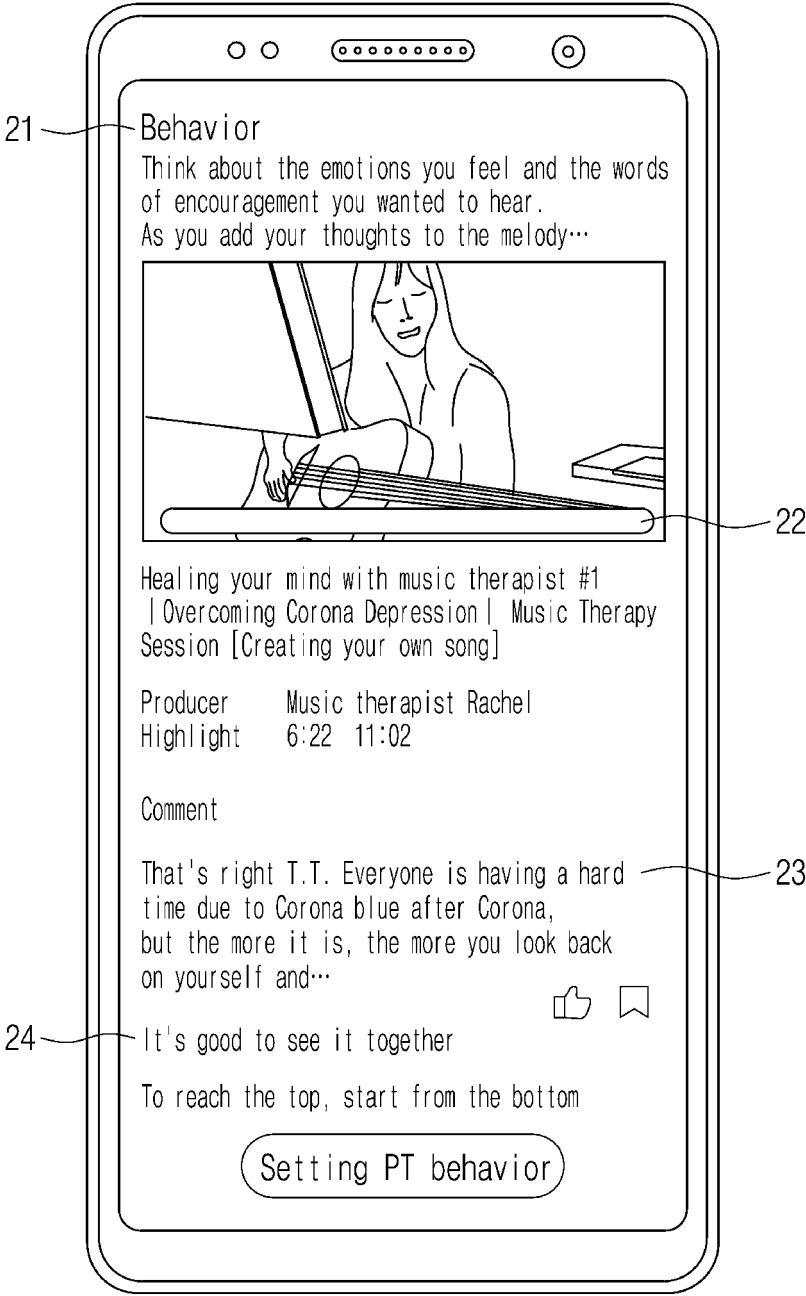 21
Behavior
Think about the emotions you feel and the words
of encouragement you wanted to hear.
As you add your thoughts to the melody…
22
Healing your mind with music therapist #1
|Overcoming Corona Depression| Music Therapy
Session [Creating your own song]
Producer Music therapist Rachel
Highlight 6:22 11:02
Comment
That's right T.T. Everyone is having a hard
23
time due to Corona blue after Corona,
but the more it is, the more you look back
on yourself and…
24
It's good to see it together
To reach the top, start from the bottom
Setting PT behavior